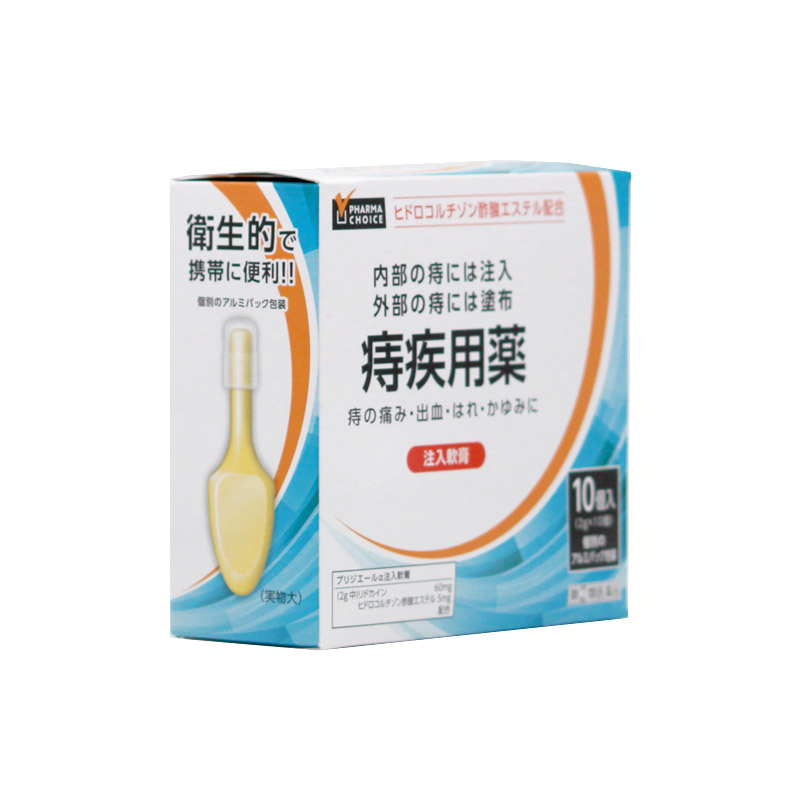 衛生的で
携帯に便利!!
個別のアルミパック包装
(実物大)
PHARMA
CHOICE
ヒドロコルチゾン酢酸エステル配合
内部の痔には注入
外部の痔には塗布
痔疾用薬
痔の痛み・出血・はれ・かゆみに
注入軟膏
10個入
(2g×10個)
個別の
アルミパック包装
プリジエールα注入軟膏
(2g中)リドカイン 60mg
ヒドロコルチゾン酢酸エステル 5mg
配合